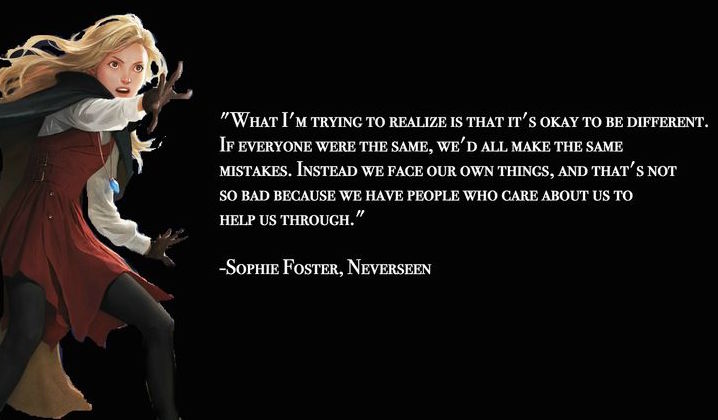 "What I'm trying to realize is that it's okay to be different.
If everyone were the same, we'd all make the same
mistakes. Instead we face our own things, and that's not
so bad because we have people who care about us to
help us through."
-Sophie Foster, Neverseen